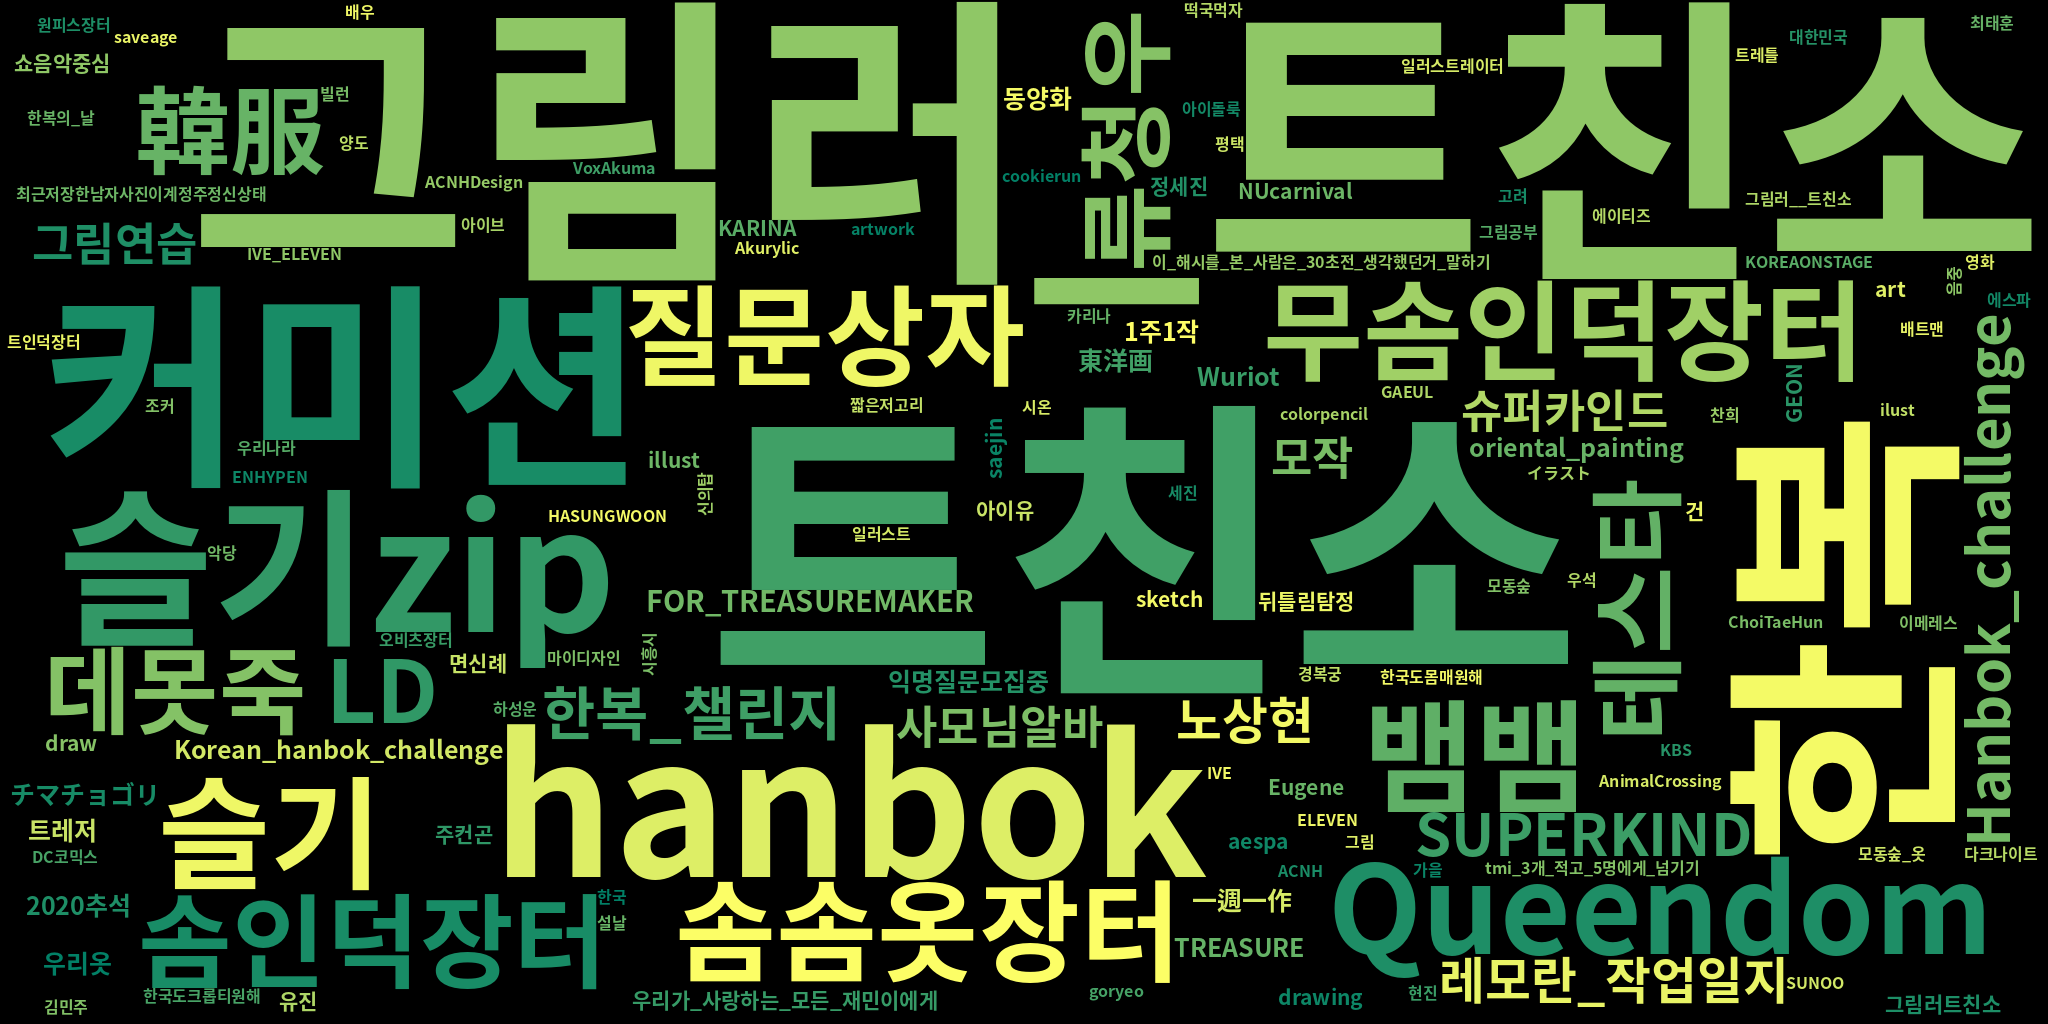 원피스장터
배우
떡국먹자
최태훈
saveage
그림러
트친소
대한민국
쇼음악중심
트레틀
일러스트레이터
韓服
빌런
동양화
류정우
아이돌룩
한복의_날
양도
평택
VoxAkuma
cookierun
ACNHDesign
정세진
NUcarnival
최근저장한남자사진이계정주정신상태
고려
그림러__트친소
에이티즈
그림연습
아이브
KARINA
artwork
그림공부
IVE_ELEVEN
Akurylic
이_해시를_본_사람은_30초전_생각했던거_말하기
KOREAONSTAGE
영화
음중
art
에스파
커미션
질문상자
카리나
1주1작
무솜인덕장터
배트맨
트인덕장터
東洋画
Wuriot
GAEUL
GEON
Hanbok_challenge
조커
짧은저고리
시온
colorpencil
슈퍼카인드
찬희
ilust
우리나라
saejin
모작
oriental_painting
한복
illust
イラスト
ENHYPEN
신의탑
트친소
세진
테스터
슬기zip
HASUNGWOON
아이유
건
일러스트
악당
모동숲
우석
FOR_TREASUREMAKER
sketch
뒤틀림탐정
ChoiTaeHun
이메레스
오비츠장터
시흥시
데못죽
LD
면신례
마이디자인
익명질문모집중
경복궁
한국도몸매원해
하성운
한복_챌린지
사모님알바
노상현
뱀뱀
draw
Korean_hanbok_challenge
KBS
hanbok
IVE
AnimalCrossing
チマチョゴリ
슬기
Eugene
트레저
주컨곤
ELEVEN
SUPERKIND
DC코믹스
aespa
그림
모동숲_옷
다크나이트
ACNH
가을
tmi_3개_적고_5명에게_넘기기
2020추석
솜인덕장터
한국
솜솜옷장터
一週一作
Queendom
설날
TREASURE
우리옷
레모란_작업일지
SUNOO
김민주
한국도크롭티원해
유진
우리가_사랑하는_모든_재민이에게
goryeo
drawing
현진
그림러트친소